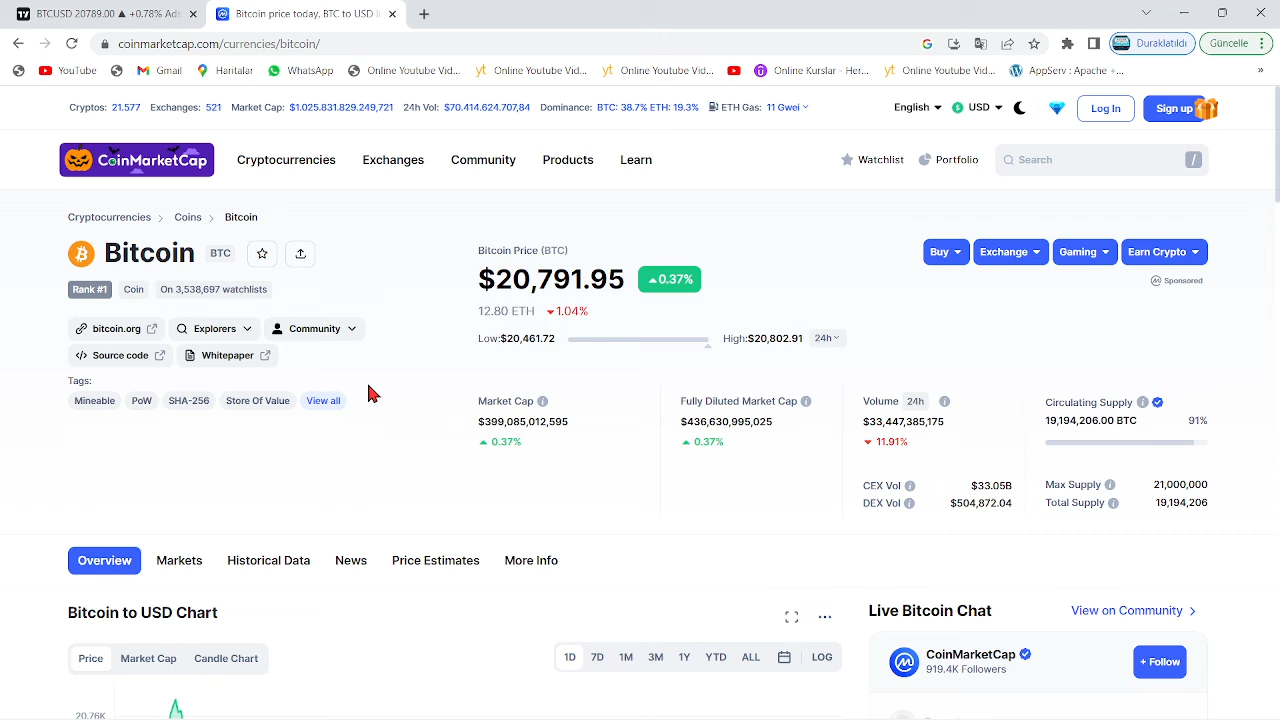 BTCUSD 20789.00 ▲ +0.78% Ads
Bitcoin price today, BTC to USD li
coinmarketcap.com/currencies/bitcoin/
Duraklatıldı
Güncelle
YouTube
Gmail
Haritalar
WhatsApp
Online Youtube Vid...
Online Youtube Vid...
Online Youtube Vid...
Online Kurslar - Her...
Online Youtube Vid...
AppServ : Apache +...
»
Cryptos: 21.577 Exchanges: 521 Market Cap: $1.025.831.829.249,721 24h Vol: $70.414.624.707,84 Dominance: BTC: 38.7% ETH: 19.3% ETH Gas: 11 Gwei
English
USD
Log In
Sign up
CoinMarketCap
Cryptocurrencies
Exchanges
Community
Products
Learn
Watchlist
Portfolio
Search
/
Cryptocurrencies > Coins > Bitcoin
Bitcoin BTC
Rank #1
Coin
On 3,538,697 watchlists
bitcoin.org
Explorers
Community
Source code
Whitepaper
Tags:
Mineable
PoW
SHA-256
Store Of Value
View all
Bitcoin Price (BTC)
$20,791.95 ▲0.37%
12.80 ETH ▼1.04%
Low:$20,461.72
High:$20,802.91
24h
Buy
Exchange
Gaming
Earn Crypto
Sponsored
Market Cap
$399,085,012,595
▲ 0.37%
Fully Diluted Market Cap
$436,630,995,025
▲ 0.37%
Volume 24h
$33,447,385,175
▼ 11.91%
CEX Vol $33.05B
DEX Vol $504,872.04
Circulating Supply
19,194,206.00 BTC 91%
Max Supply 21,000,000
Total Supply 19,194,206
Overview
Markets
Historical Data
News
Price Estimates
More Info
Bitcoin to USD Chart
Price
Market Cap
Candle Chart
1D
7D
1M
3M
1Y
YTD
ALL
LOG
20.76K
Live Bitcoin Chat
View on Community >
CoinMarketCap
919.4K Followers
+ Follow